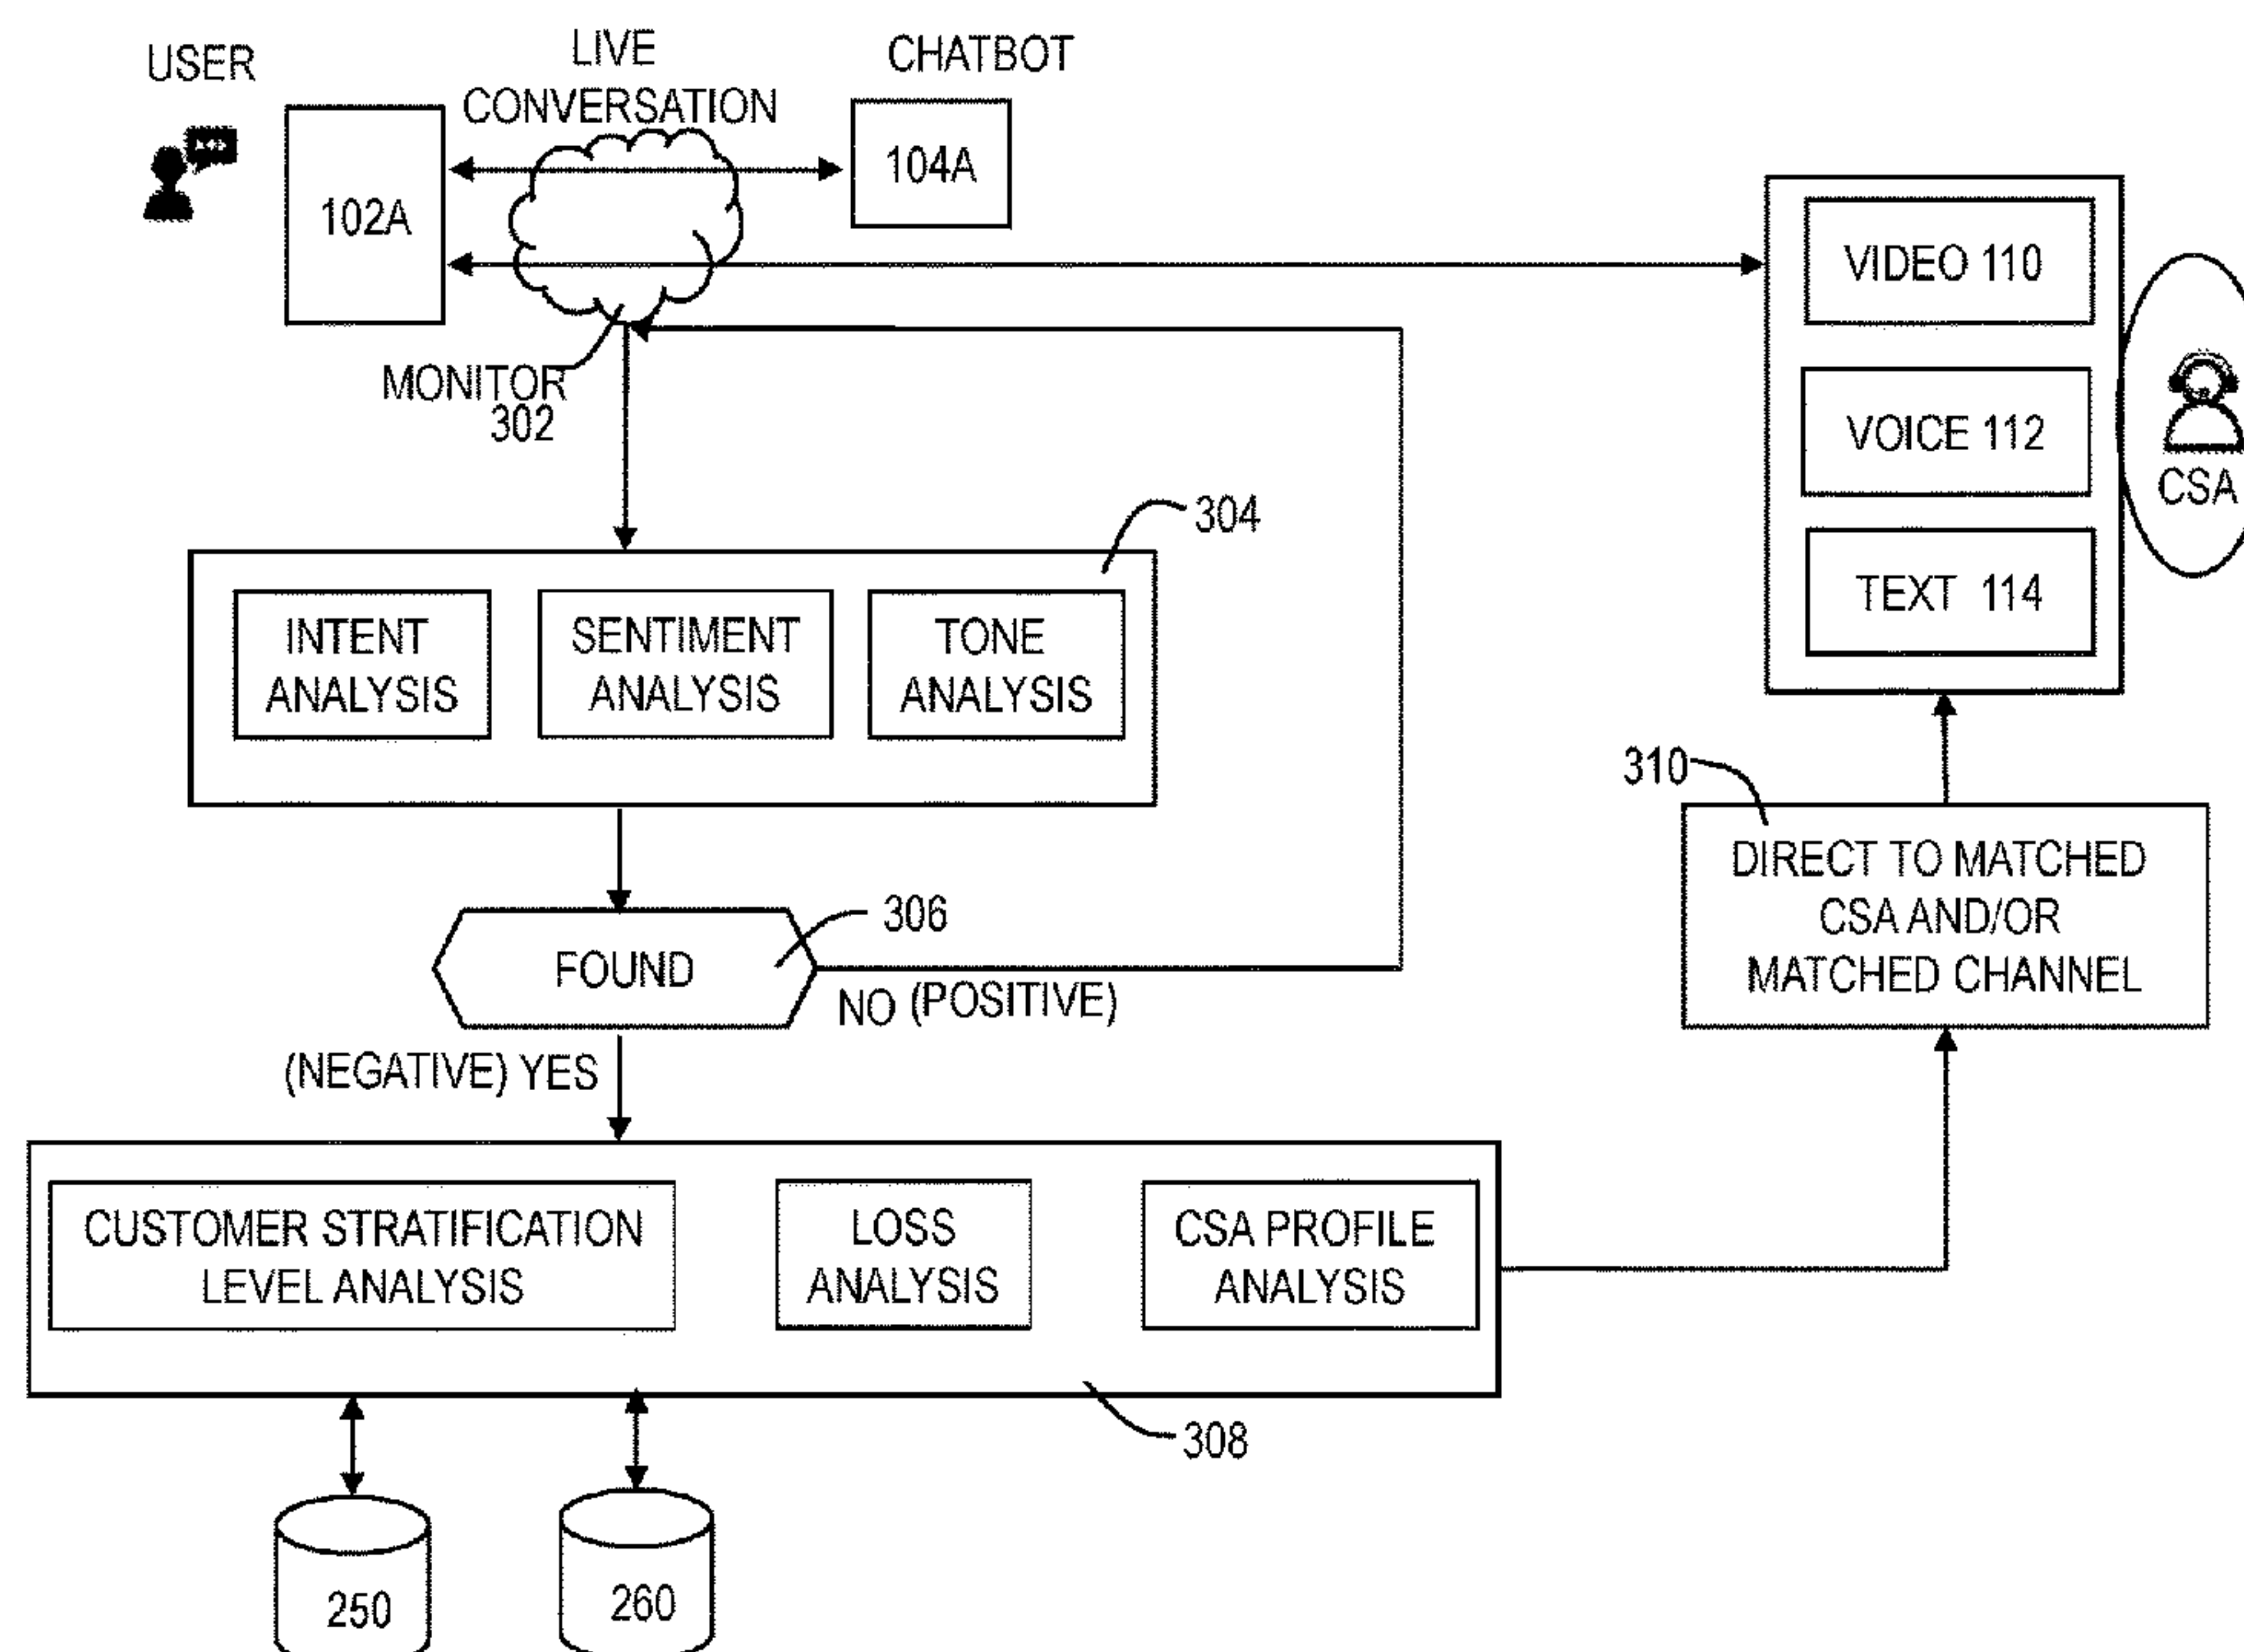 USER
LIVE
CONVERSATION
CHATBOT
102A
104A
MONITOR
302
VIDEO 110
VOICE 112
TEXT 114
CSA
304
INTENT
ANALYSIS
SENTIMENT
ANALYSIS
TONE
ANALYSIS
306
FOUND
NO (POSITIVE)
(NEGATIVE) YES
310
DIRECT TO MATCHED
CSA AND/OR
MATCHED CHANNEL
CUSTOMER STRATIFICATION
LEVEL ANALYSIS
LOSS
ANALYSIS
CSA PROFILE
ANALYSIS
308
250
260